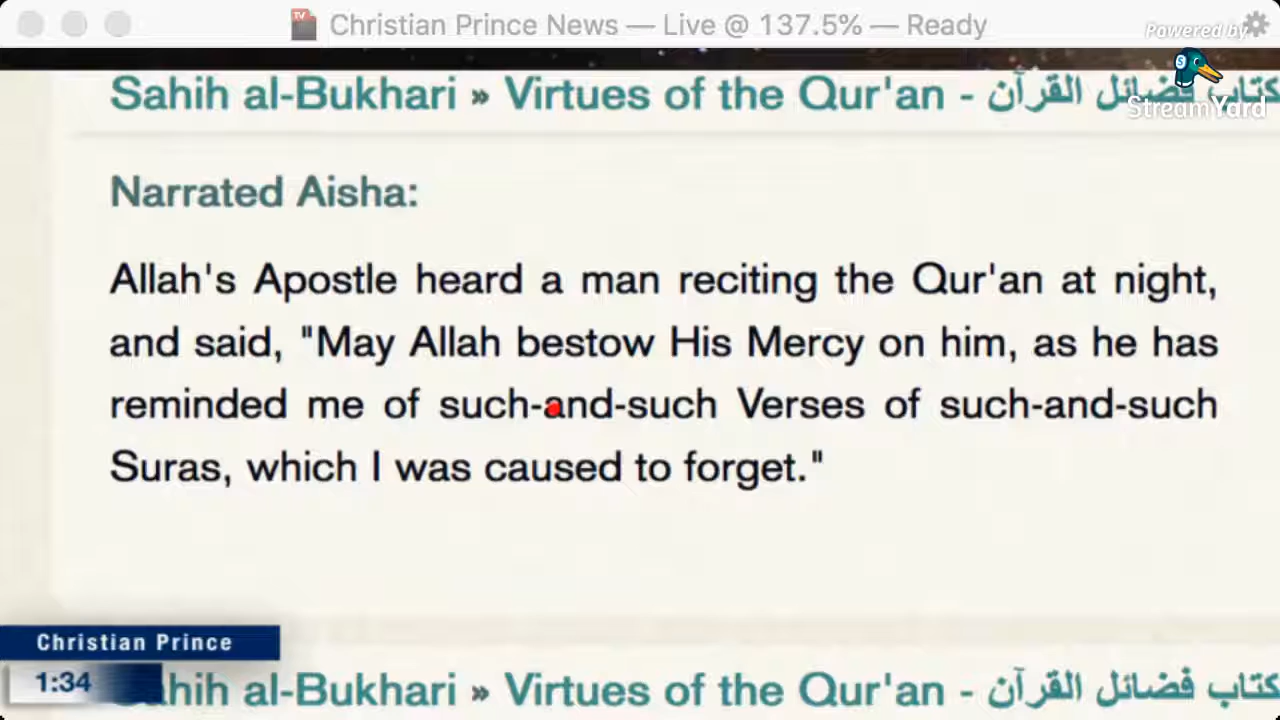 Christian Prince News — Live @ 137.5% — Ready
Powered by
StreamYard
Sahih al-Bukhari » Virtues of the Qur'an - كتاب فضائل القرآن
Narrated Aisha:
Allah's Apostle heard a man reciting the Qur'an at night,
and said, "May Allah bestow His Mercy on him, as he has
reminded me of such-and-such Verses of such-and-such
Suras, which I was caused to forget."
Christian Prince
1:34
hih al-Bukhari » Virtues of the Qur'an - كتاب فضائل القرآن